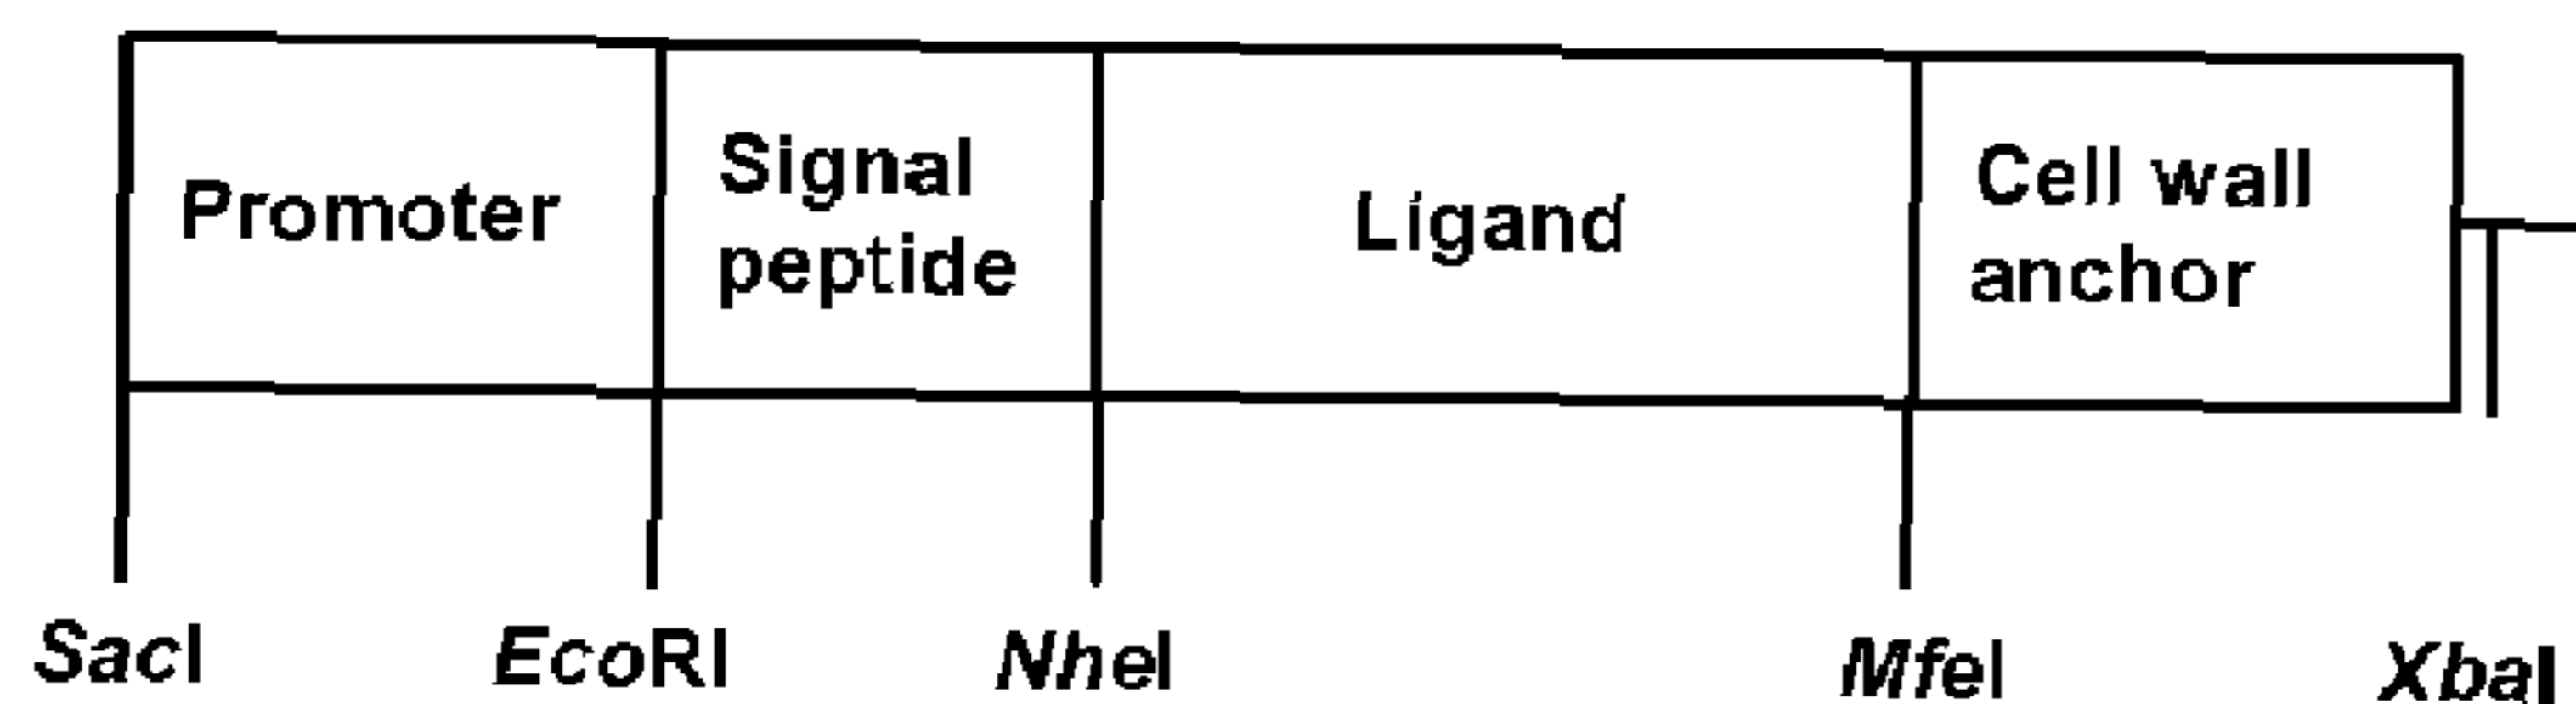 Promoter
Signal
peptide
Ligand
Cell wall
anchor
SacI
EcoRI
NheI
MfeI
XbaI